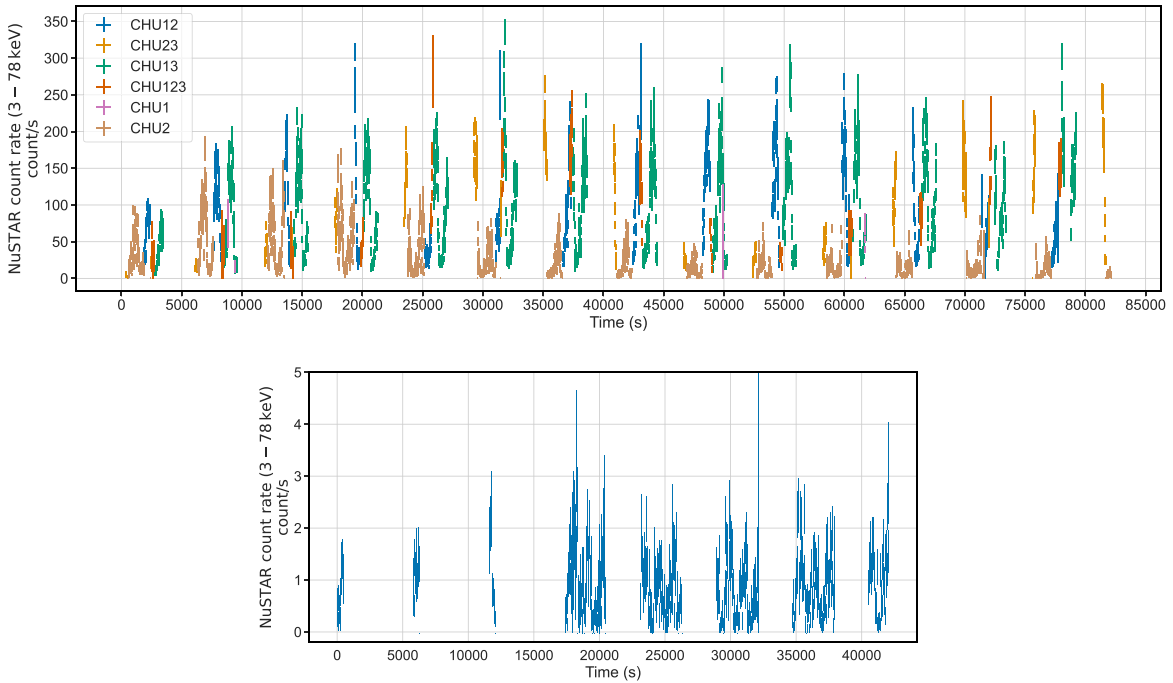 NuSTAR count rate (3 − 78 keV)
count/s
350
300
250
200
150
100
50
0
CHU12
CHU23
CHU13
CHU123
CHU1
CHU2
0 5000 10000 15000 20000 25000 30000 35000 40000 45000 50000 55000 60000 65000 70000 75000 80000 85000
Time (s)
NuSTAR count rate (3 − 78 keV)
count/s
5
4
3
2
1
0
0 5000 10000 15000 20000 25000 30000 35000 40000
Time (s)